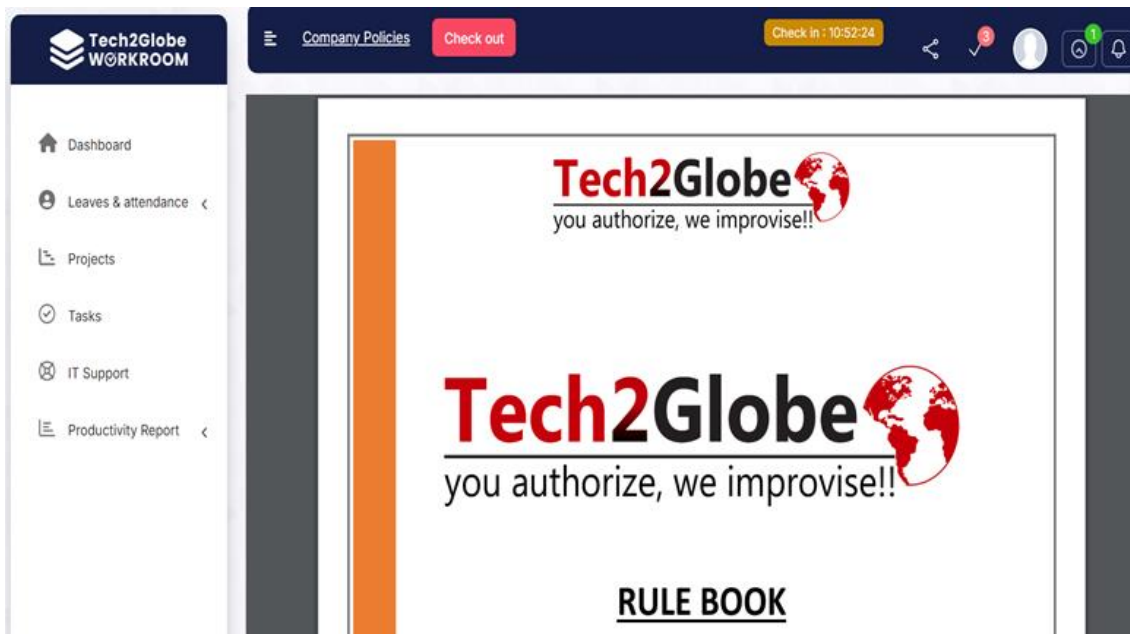 Tech2Globe
WORKROOM
Company Policies
Check out
Check in : 10:52:24
3
1
Dashboard
Leaves & attendance
Projects
Tasks
IT Support
Productivity Report
Tech2Globe
you authorize, we improvise!!
Tech2Globe
you authorize, we improvise!!
RULE BOOK